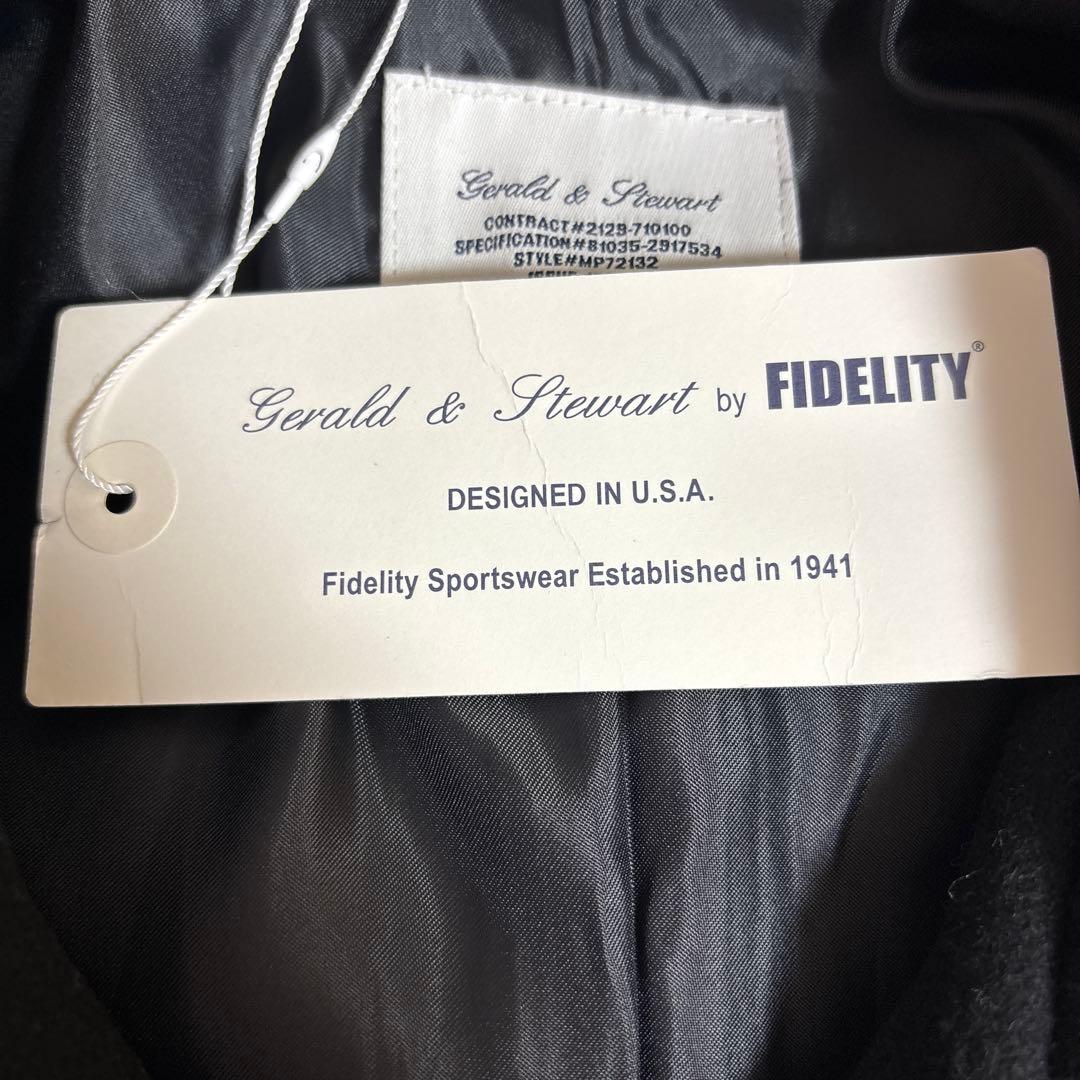 Gerald & Stewart
CONTRACT#2129-710100
SPECIFICATION#81035-2917534
STYLE#MP72132
Gerald & Stewart by FIDELITY®
DESIGNED IN U.S.A.
Fidelity Sportswear Established in 1941